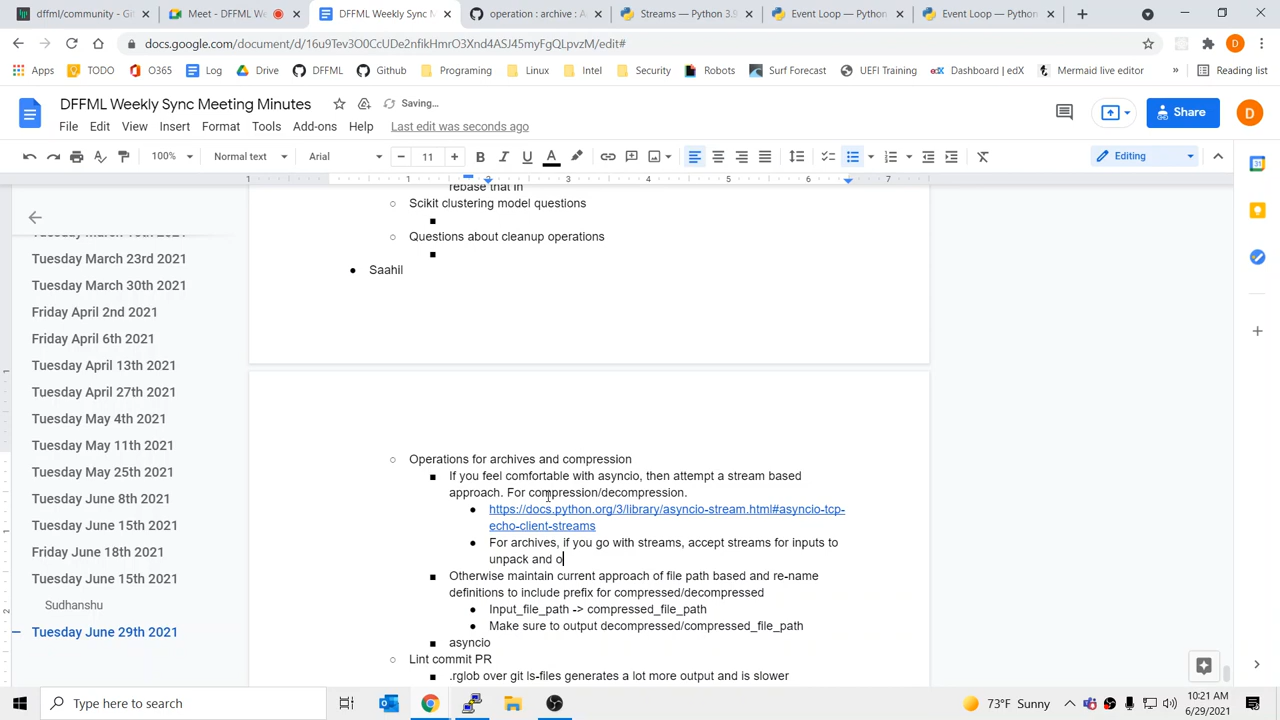 dffml/community - Gi
Meet - DFFML We
DFFML Weekly Sync Me
operation : archive : A
Streams — Python 3.9
Event Loop — Python
Event Loop — Python
docs.google.com/document/d/16u9Tev3O0CcUDe2nfikHmrO3Xnd4ASJ45myFgQLpvzM/edit#
Apps TODO O365 Log Drive DFFML Github Programing Linux Intel Security Robots Surf Forecast UEFI Training Dashboard | edX Mermaid live editor » Reading list
DFFML Weekly Sync Meeting Minutes
Saving…
File Edit View Insert Format Tools Add-ons Help Last edit was seconds ago
Share
D
100% Normal text Arial 11 Editing
1 1 2 3 4 5 6 7
Tuesday March 23rd 2021
Tuesday March 30th 2021
Friday April 2nd 2021
Friday April 6th 2021
Tuesday April 13th 2021
Tuesday April 27th 2021
Tuesday May 4th 2021
Tuesday May 11th 2021
Tuesday May 25th 2021
Tuesday June 8th 2021
Tuesday June 15th 2021
Friday June 18th 2021
Tuesday June 15th 2021
Sudhanshu
Tuesday June 29th 2021
rebase that in
○ Scikit clustering model questions
■
○ Questions about cleanup operations
■
● Saahil
○ Operations for archives and compression
■ If you feel comfortable with asyncio, then attempt a stream based
approach. For compression/decompression.
● https://docs.python.org/3/library/asyncio-stream.html#asyncio-tcp-
echo-client-streams
● For archives, if you go with streams, accept streams for inputs to
unpack and o
■ Otherwise maintain current approach of file path based and re-name
definitions to include prefix for compressed/decompressed
● Input_file_path -> compressed_file_path
● Make sure to output decompressed/compressed_file_path
■ asyncio
○ Lint commit PR
■ .rglob over git ls-files generates a lot more output and is slower
Type here to search
73°F Sunny
10:21 AM
6/29/2021